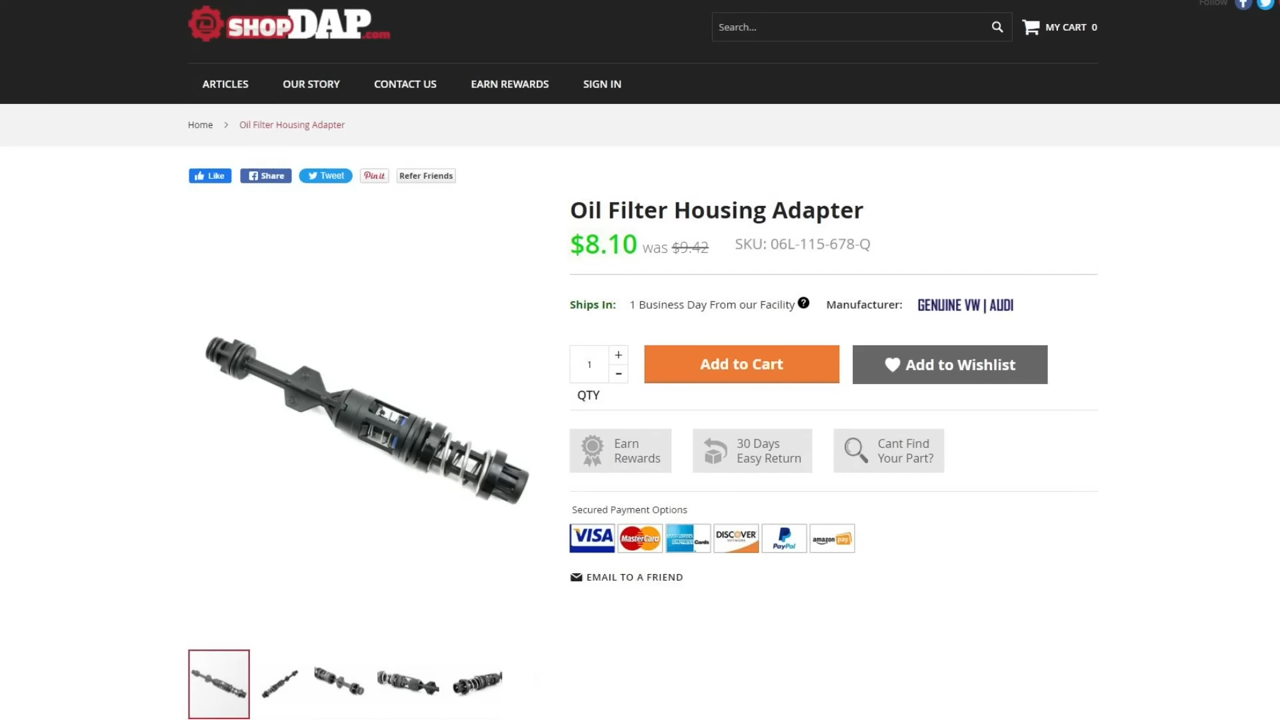 Follow
SHOPDAP.com
Search...
MY CART 0
ARTICLES OUR STORY CONTACT US EARN REWARDS SIGN IN
Home > Oil Filter Housing Adapter
Like Share Tweet Pin it Refer Friends
Oil Filter Housing Adapter
$8.10 was $9.42 SKU: 06L-115-678-Q
Ships In: 1 Business Day From our Facility ? Manufacturer: GENUINE VW | AUDI
1 + -
Add to Cart
Add to Wishlist
QTY
Earn
Rewards
30 Days
Easy Return
Cant Find
Your Part?
Secured Payment Options
VISA MasterCard Cards DISCOVER PayPal amazon pay
EMAIL TO A FRIEND